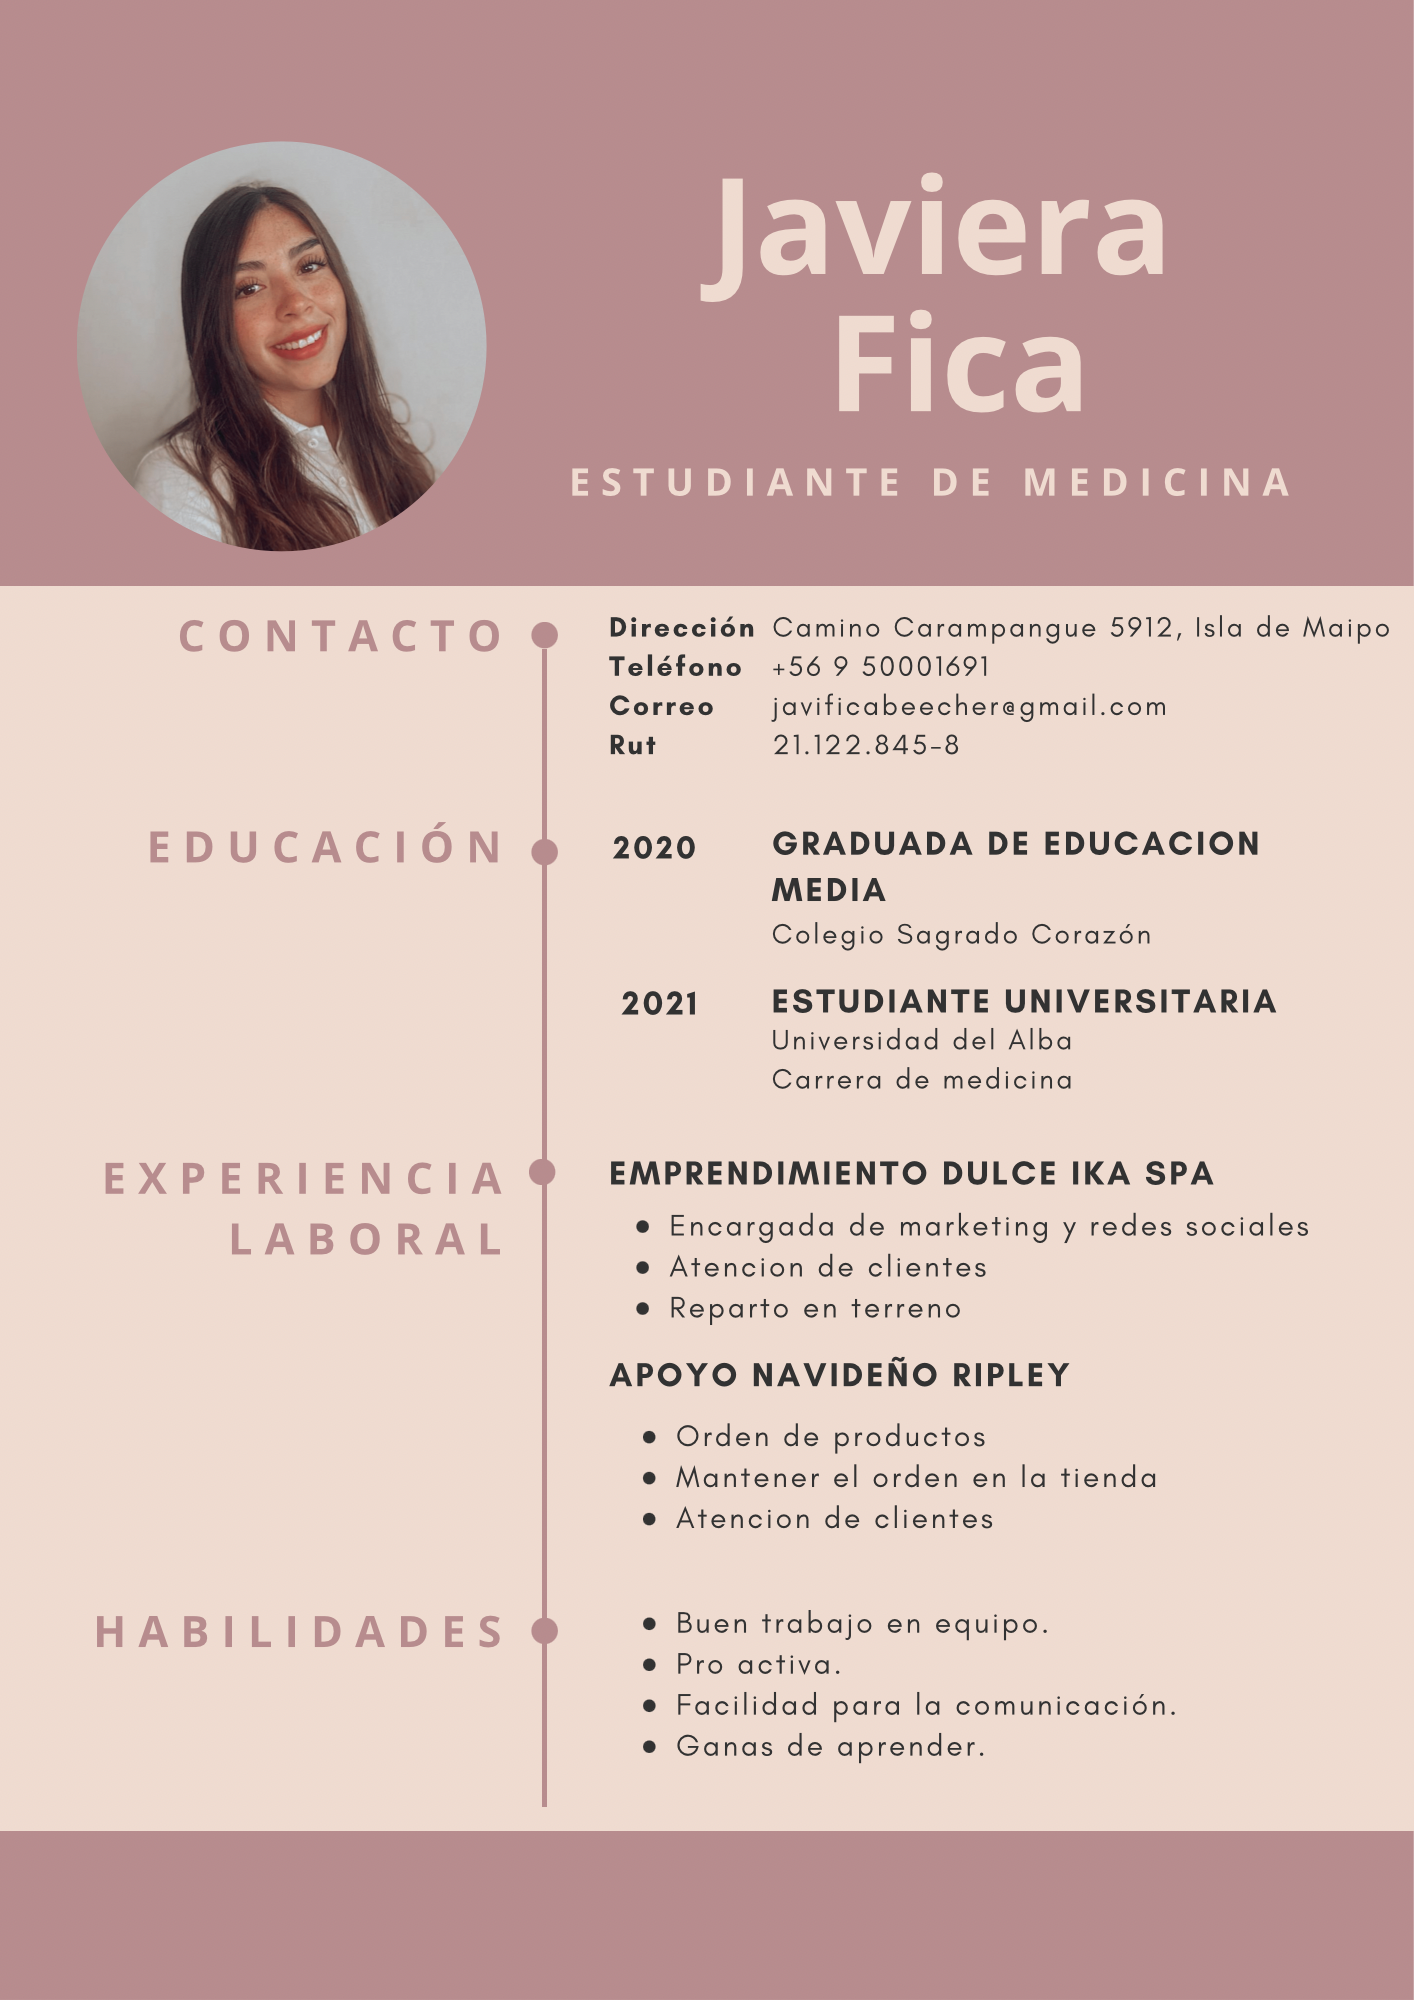 Javiera
Fica
ESTUDIANTE DE MEDICINA
CONTACTO
Dirección Camino Carampangue 5912, Isla de Maipo
Teléfono +56 9 50001691
Correo javificabeecher@gmail.com
Rut 21.122.845-8
EDUCACIÓN
2020 GRADUADA DE EDUCACION
MEDIA
Colegio Sagrado Corazón
2021 ESTUDIANTE UNIVERSITARIA
Universidad del Alba
Carrera de medicina
EXPERIENCIA
LABORAL
EMPRENDIMIENTO DULCE IKA SPA
• Encargada de marketing y redes sociales
• Atencion de clientes
• Reparto en terreno
APOYO NAVIDEÑO RIPLEY
• Orden de productos
• Mantener el orden en la tienda
• Atencion de clientes
HABILIDADES
• Buen trabajo en equipo.
• Pro activa.
• Facilidad para la comunicación.
• Ganas de aprender.